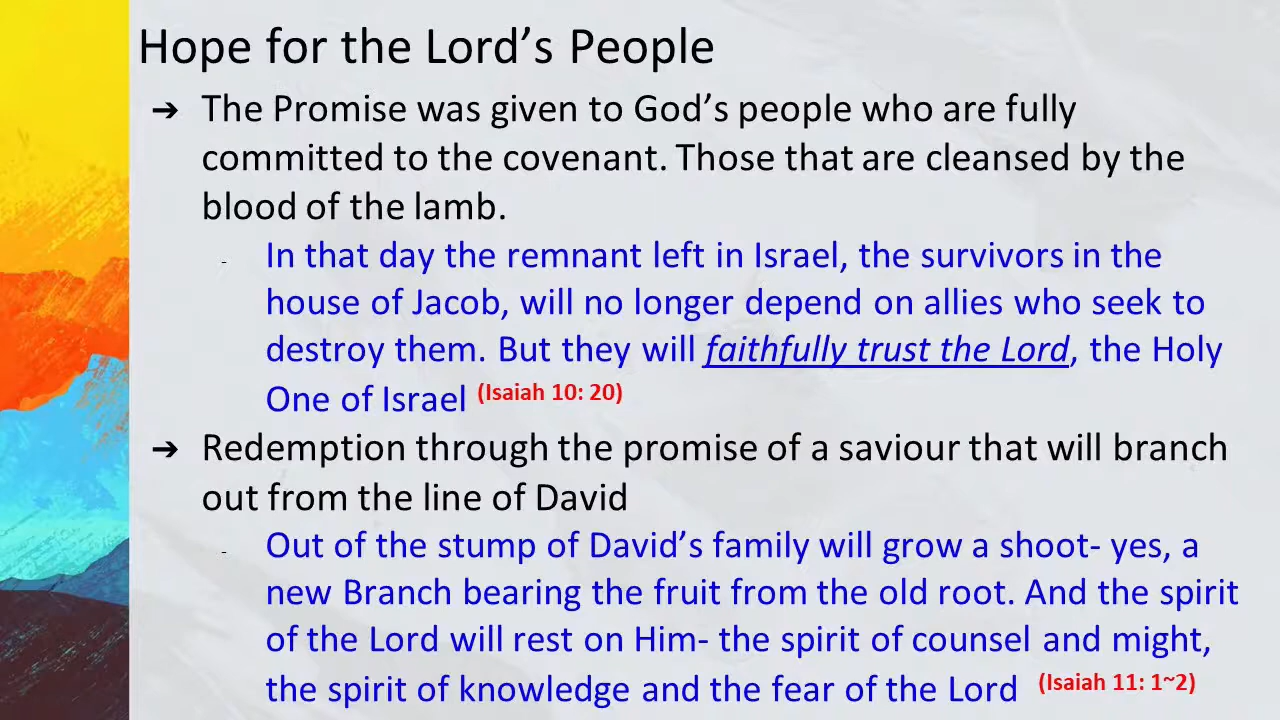 Hope for the Lord’s People
➔ The Promise was given to God’s people who are fully
committed to the covenant. Those that are cleansed by the
blood of the lamb.
- In that day the remnant left in Israel, the survivors in the
house of Jacob, will no longer depend on allies who seek to
destroy them. But they will faithfully trust the Lord, the Holy
One of Israel (Isaiah 10: 20)
➔ Redemption through the promise of a saviour that will branch
out from the line of David
- Out of the stump of David’s family will grow a shoot- yes, a
new Branch bearing the fruit from the old root. And the spirit
of the Lord will rest on Him- the spirit of counsel and might,
the spirit of knowledge and the fear of the Lord (Isaiah 11: 1~2)